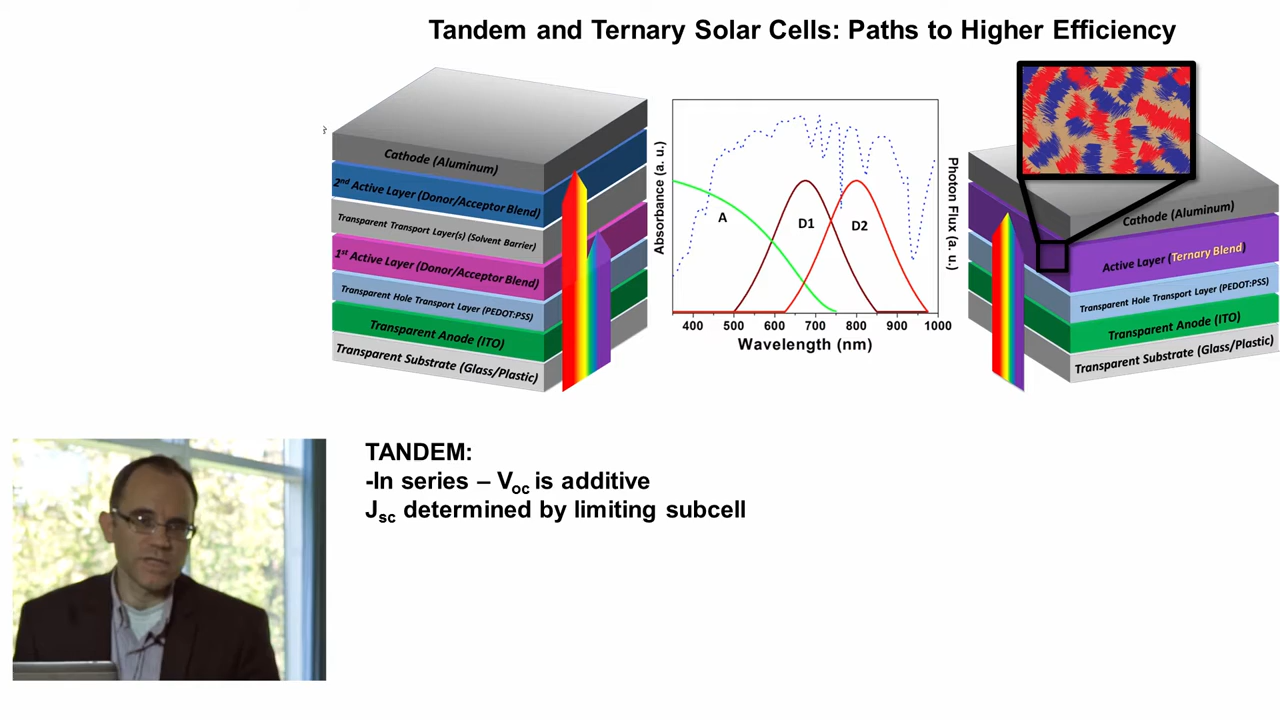 Tandem and Ternary Solar Cells: Paths to Higher Efficiency
Cathode (Aluminum)
2nd Active Layer (Donor/Acceptor Blend)
Transparent Transport Layer(s) (Solvent Barrier)
1st Active Layer (Donor/Acceptor Blend)
Transparent Hole Transport Layer (PEDOT:PSS)
Transparent Anode (ITO)
Transparent Substrate (Glass/Plastic)
Absorbance (a. u.)
A
D1
D2
Photon Flux (a. u.)
400 500 600 700 800 900 1000
Wavelength (nm)
Cathode (Aluminum)
Active Layer (Ternary Blend)
Transparent Hole Transport Layer (PEDOT:PSS)
Transparent Anode (ITO)
Transparent Substrate (Glass/Plastic)
TANDEM:
-In series – Voc is additive
Jsc determined by limiting subcell